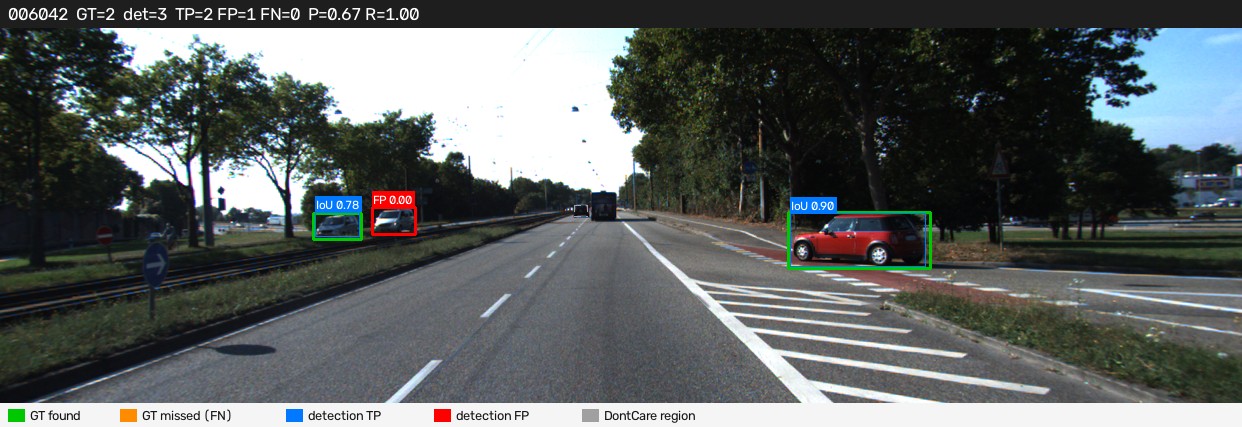 006042 GT=2 det=3 TP=2 FP=1 FN=0 P=0.67 R=1.00
IoU 0.78
FP 0.00
IoU 0.90
GT found
GT missed (FN)
detection TP
detection FP
DontCare region